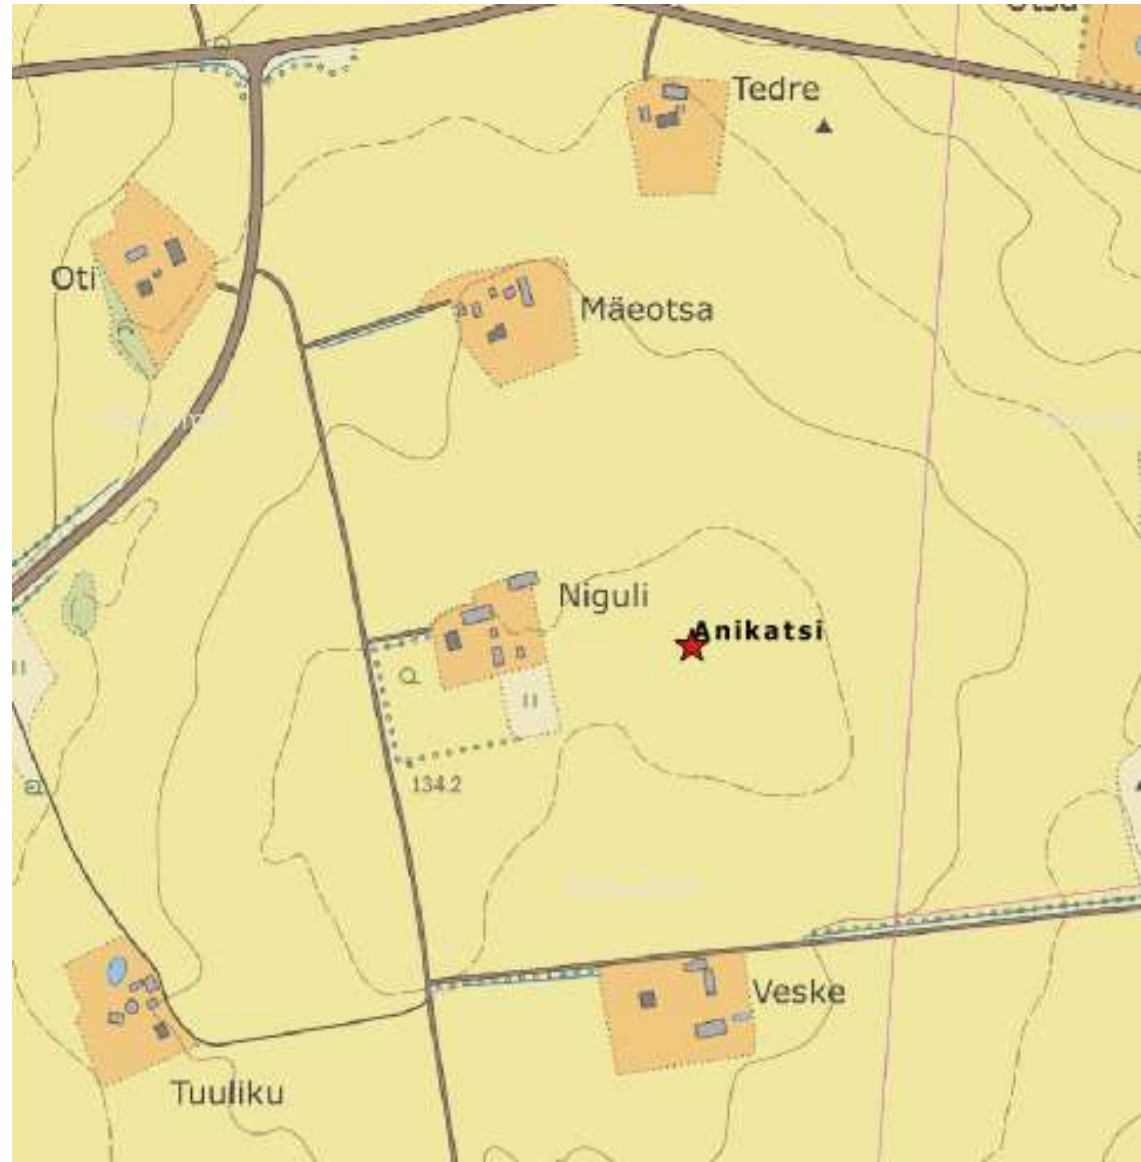 Tedre
Oti
Mäeotsa
Niguli
Anikatsi
134.2
Veske
Tuuliku